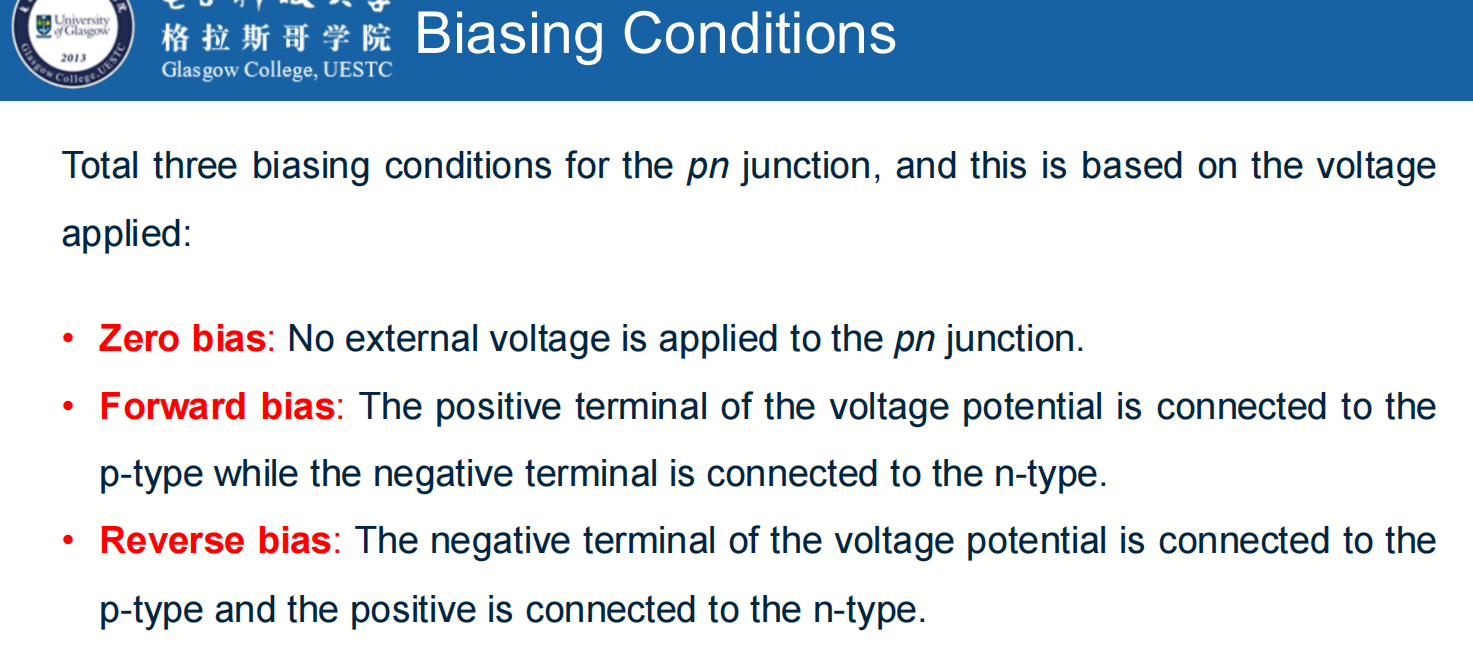 University
of Glasgow
2013
Glasgow College, UESTC
格拉斯哥学院
Glasgow College, UESTC
Biasing Conditions
Total three biasing conditions for the pn junction, and this is based on the voltage
applied:
• Zero bias: No external voltage is applied to the pn junction.
• Forward bias: The positive terminal of the voltage potential is connected to the
p-type while the negative terminal is connected to the n-type.
• Reverse bias: The negative terminal of the voltage potential is connected to the
p-type and the positive is connected to the n-type.